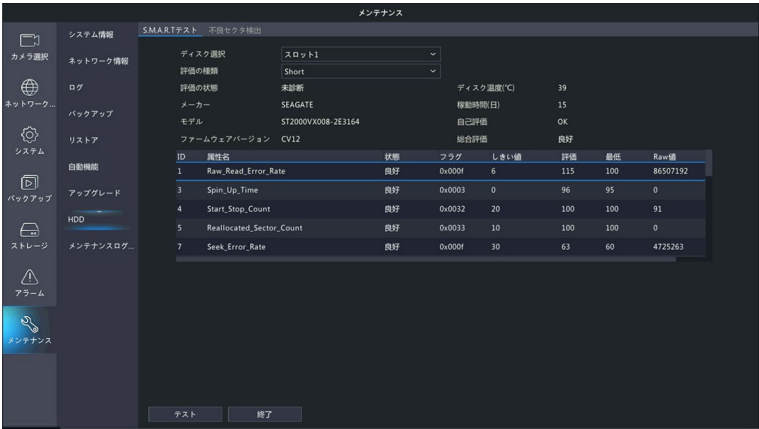 メンテナンス
カメラ選択
ネットワーク...
システム
バックアップ
ストレージ
アラーム
メンテナンス
システム情報
ネットワーク情報
ログ
バックアップ
リストア
自動機能
アップグレード
HDD
メンテナンスログ...
S.M.A.R.Tテスト 不良セクタ検出
ディスク選択 スロット1
評価の種類 Short
評価の状態 未診断 ディスク温度(℃) 39
メーカー SEAGATE 稼動時間(日) 15
モデル ST2000VX008-2E3164 自己評価 OK
ファームウェアバージョン CV12 総合評価 良好
ID 属性名 状態 フラグ しきい値 評価 最低 Raw値
1 Raw_Read_Error_Rate 良好 0x000f 6 115 100 86507192
3 Spin_Up_Time 良好 0x0003 0 96 95 0
4 Start_Stop_Count 良好 0x0032 20 100 100 91
5 Reallocated_Sector_Count 良好 0x0033 10 100 100 0
7 Seek_Error_Rate 良好 0x000f 30 63 60 4725263
テスト 終了